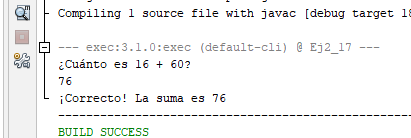 Compiling 1 source file with javac [debug target 18
--- exec:3.1.0:exec (default-cli) @ Ej2_17 ---
¿Cuánto es 16 + 60?
76
¡Correcto! La suma es 76
------------------------------------------------
BUILD SUCCESS